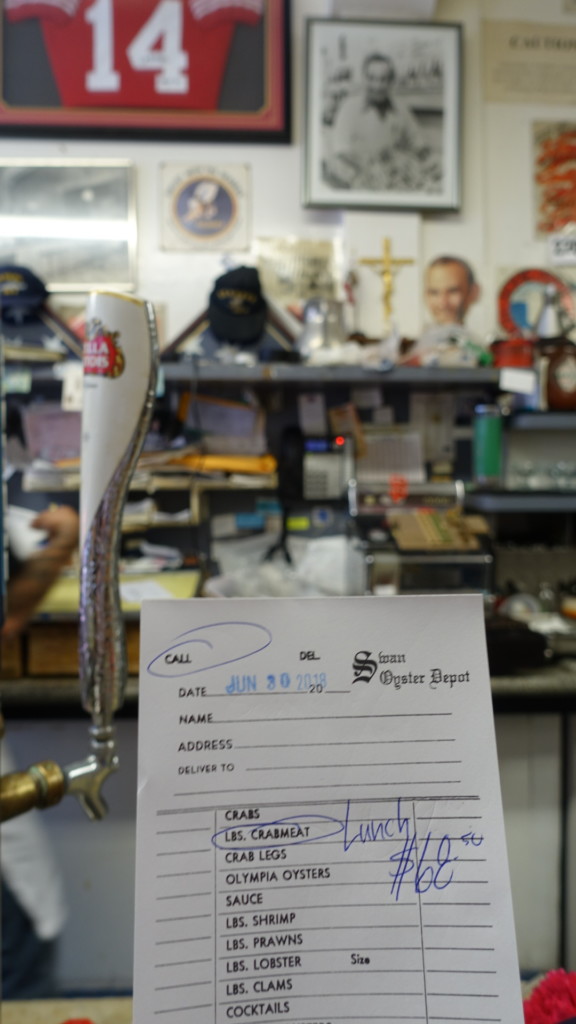 14
CALL DEL. Swan Oyster Depot
DATE JUN 30 2018 20
NAME
ADDRESS
DELIVER TO
CRABS
LBS. CRABMEAT Lunch
CRAB LEGS $68.50
OLYMPIA OYSTERS
SAUCE
LBS. SHRIMP
LBS. PRAWNS
LBS. LOBSTER Size
LBS. CLAMS
COCKTAILS